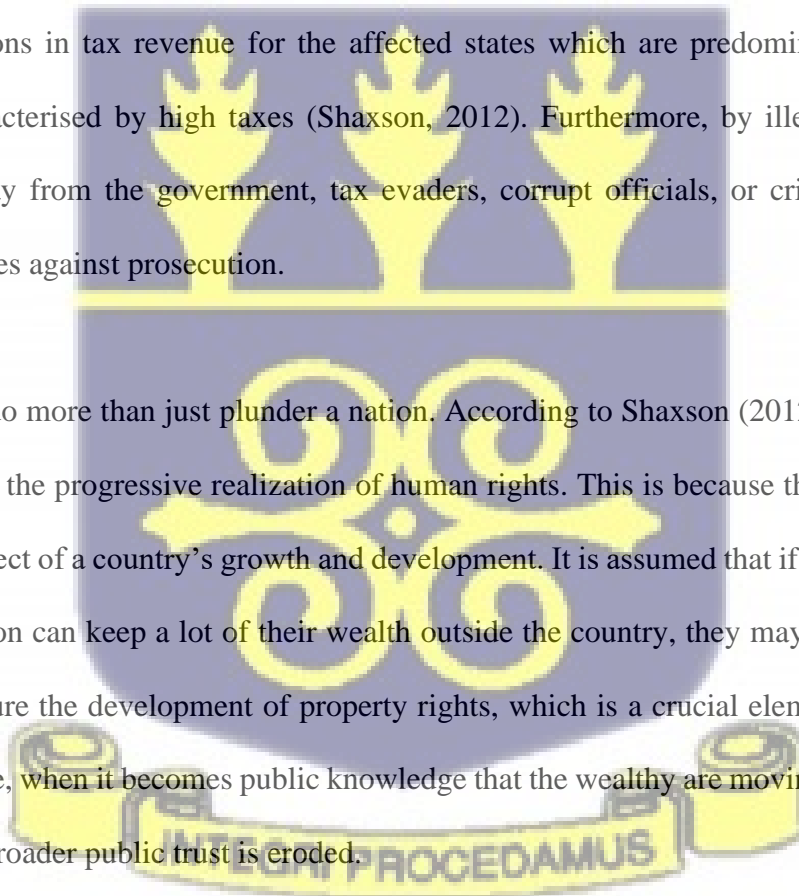 ons in tax revenue for the affected states which are predomi
cterised by high taxes (Shaxson, 2012). Furthermore, by ille
y from the government, tax evaders, corrupt officials, or cri
es against prosecution.
o more than just plunder a nation. According to Shaxson (201
the progressive realization of human rights. This is because th
ect of a country’s growth and development. It is assumed that if
on can keep a lot of their wealth outside the country, they may
ure the development of property rights, which is a crucial elem
e, when it becomes public knowledge that the wealthy are movin
roader public trust is eroded.
INTEGRI PROCEDAMUS